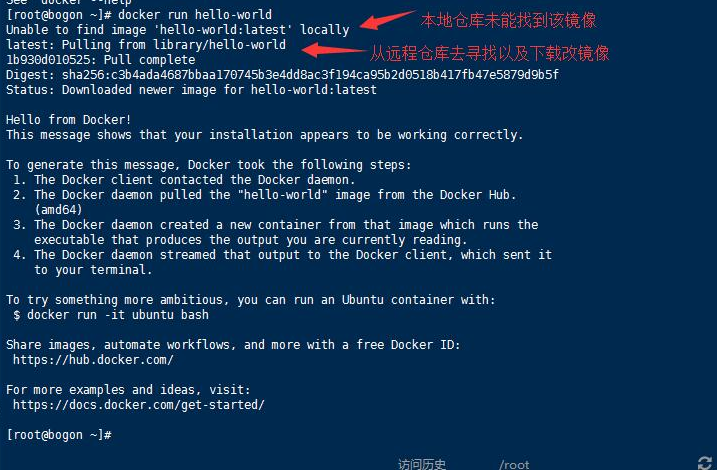 See 'docker --help'
[root@bogon ~]# docker run hello-world
Unable to find image 'hello-world:latest' locally
本地仓库未能找到该镜像
latest: Pulling from library/hello-world
从远程仓库去寻找以及下载改镜像
1b930d010525: Pull complete
Digest: sha256:c3b4ada4687bbaa170745b3e4dd8ac3f194ca95b2d0518b417fb47e5879d9b5f
Status: Downloaded newer image for hello-world:latest
Hello from Docker!
This message shows that your installation appears to be working correctly.
To generate this message, Docker took the following steps:
1. The Docker client contacted the Docker daemon.
2. The Docker daemon pulled the "hello-world" image from the Docker Hub.
(amd64)
3. The Docker daemon created a new container from that image which runs the
executable that produces the output you are currently reading.
4. The Docker daemon streamed that output to the Docker client, which sent it
to your terminal.
To try something more ambitious, you can run an Ubuntu container with:
$ docker run -it ubuntu bash
Share images, automate workflows, and more with a free Docker ID:
https://hub.docker.com/
For more examples and ideas, visit:
https://docs.docker.com/get-started/
[root@bogon ~]#
访问历史 /root